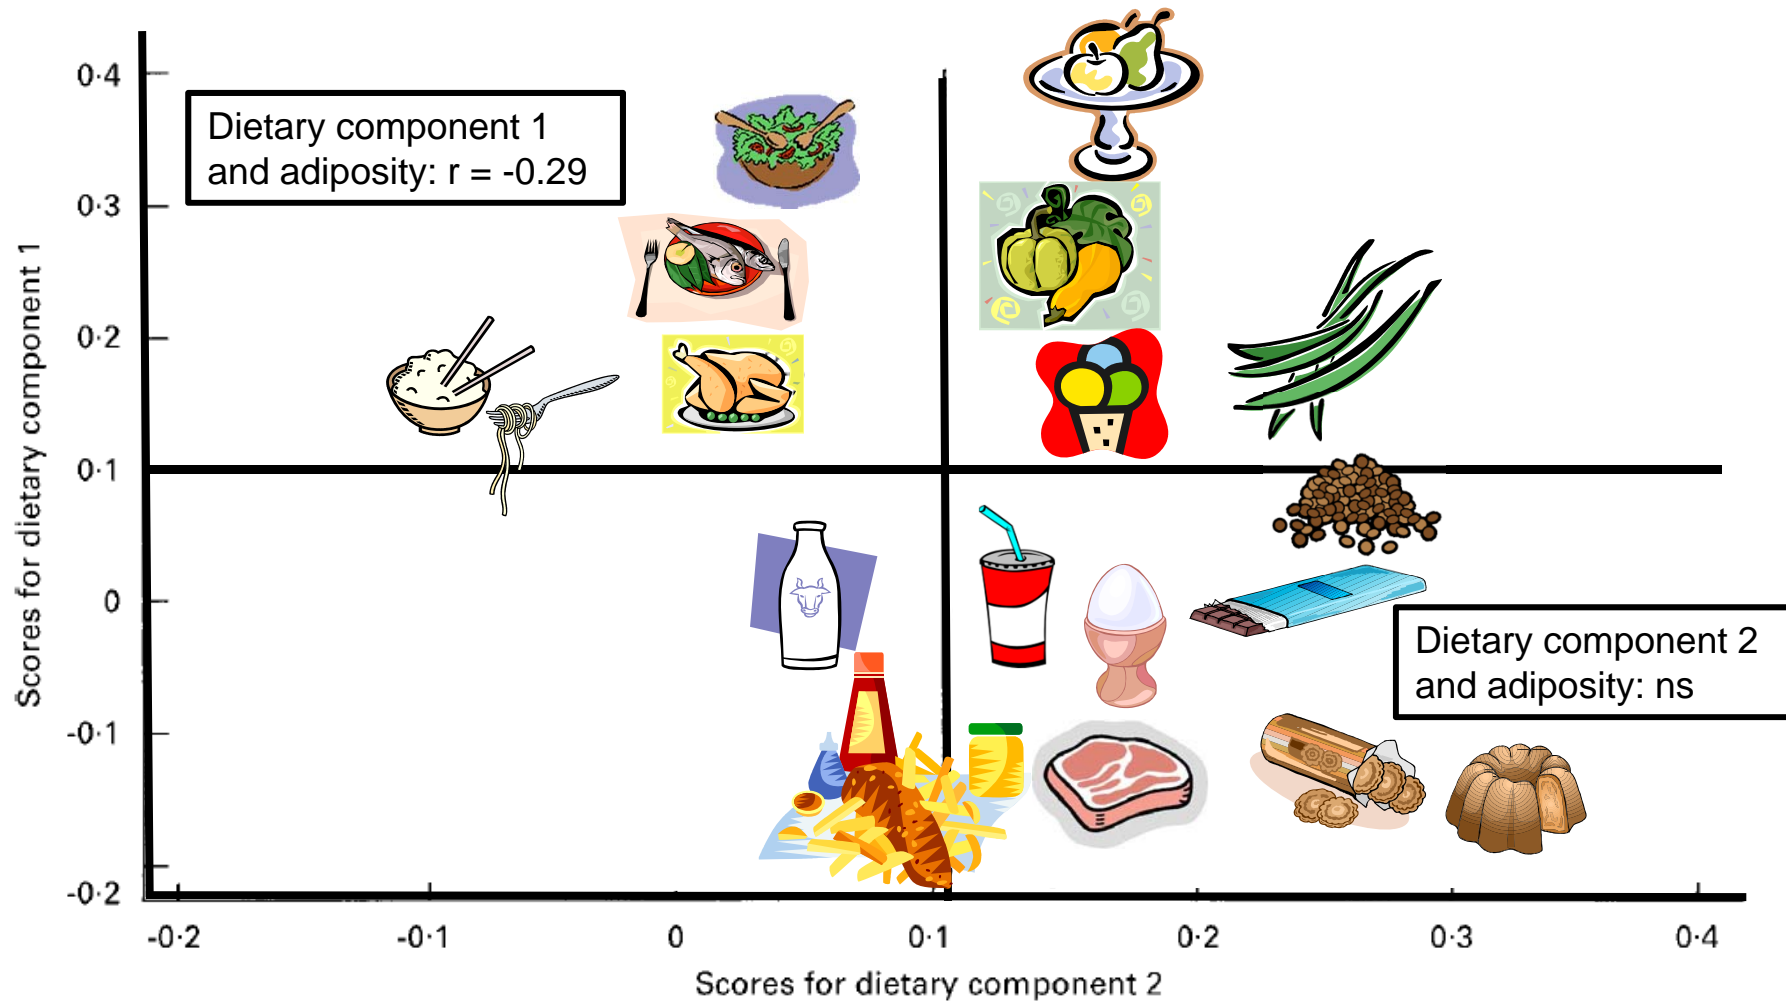 0·4
0·3
0·2
0·1
0
-0·1
-0·2
Scores for dietary component 1
Dietary component 1
and adiposity: r = -0.29
Dietary component 2
and adiposity: ns
-0·2
-0·1
0
0·1
0·2
0·3
0·4
Scores for dietary component 2